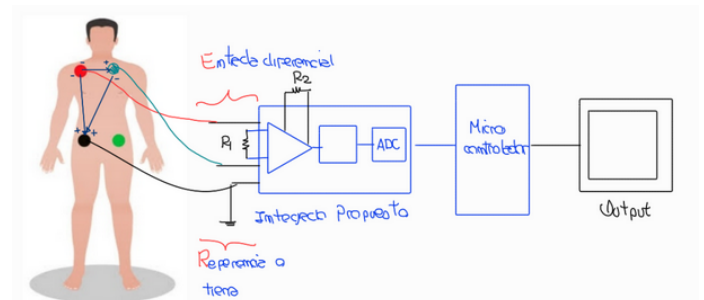 Entrada diferencial
R2
R1
ADC
Micro
controlador
Integrado Propuesto
Output
Referencia a
tierra